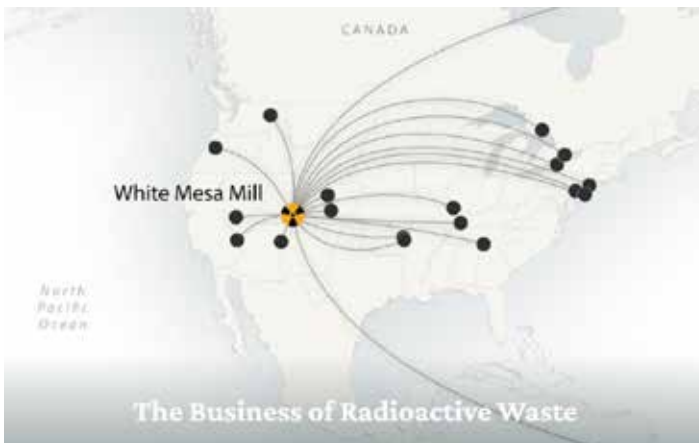 CANADA
White Mesa Mill
North
Pacific
Ocean
The Business of Radioactive Waste